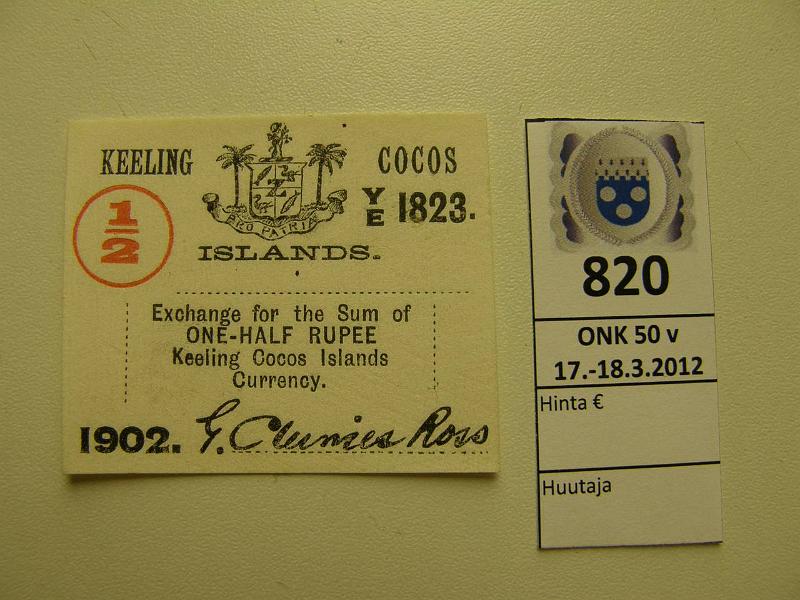 KEELING COCOS
1/2
PRO PATRIA
YE 1823.
ISLANDS.
Exchange for the Sum of
ONE-HALF RUPEE
Keeling Cocos Islands
Currency.
1902. G. Clunies Ross
820
ONK 50 v
17.-18.3.2012
Hinta €
Huutaja